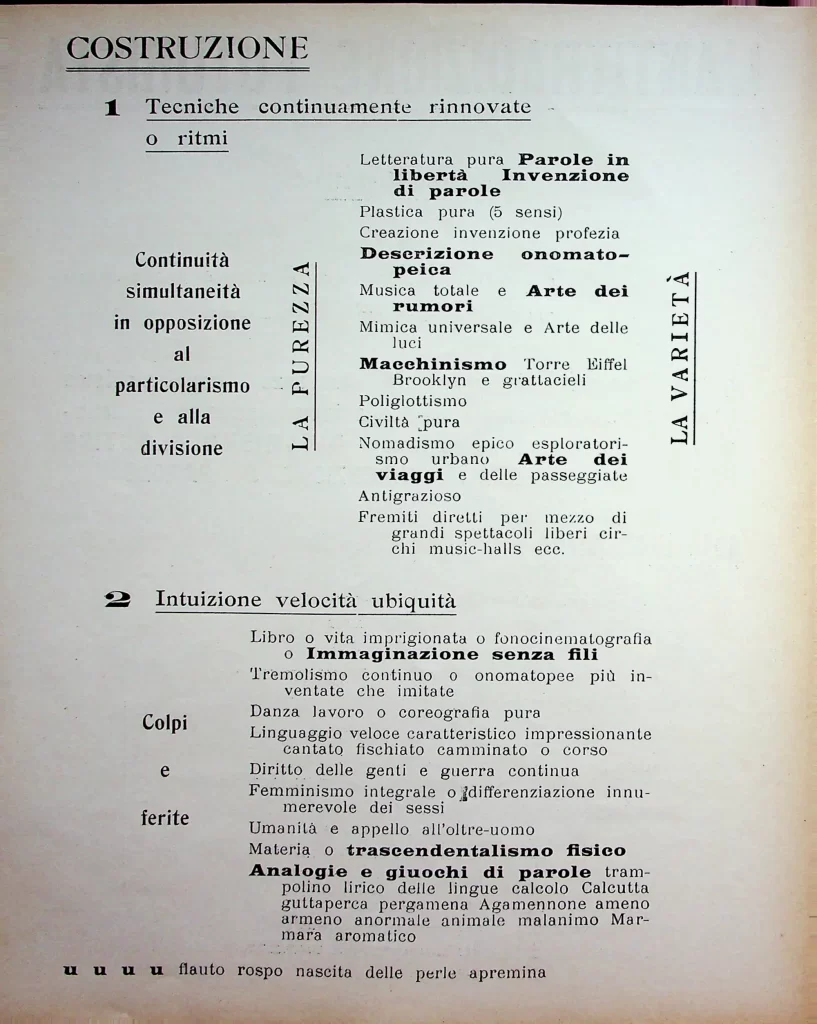 COSTRUZIONE
1 Tecniche continuamente rinnovate
o ritmi
Continuità
simultaneità
in opposizione
al
particolarismo
e alla
divisione
LA PUREZZA
Letteratura pura Parole in
libertà Invenzione
di parole
Plastica pura (5 sensi)
Creazione invenzione profezia
Descrizione onomato-
peica
Musica totale e Arte dei
rumori
Mimica universale e Arte delle
luci
Macchinismo Torre Eiffel
Brooklyn e grattacieli
Poliglottismo
Civiltà pura
Nomadismo epico esploratori-
smo urbano Arte dei
viaggi e delle passeggiate
Antigrazioso
Fremiti diretti per mezzo di
grandi spettacoli liberi cir-
chi music-halls ecc.
LA VARIETÀ
2 Intuizione velocità ubiquità
Colpi
e
ferite
Libro o vita imprigionata o fonocinematografia
o Immaginazione senza fili
Tremolismo continuo o onomatopee più in-
ventate che imitate
Danza lavoro o coreografia pura
Linguaggio veloce caratteristico impressionante
cantato fischiato camminato o corso
Diritto delle genti e guerra continua
Femminismo integrale o differenziazione innu-
merevole dei sessi
Umanità e appello all'oltre-uomo
Materia o trascendentalismo fisico
Analogie e giuochi di parole tram-
polino lirico delle lingue calcolo Calcutta
guttaperca pergamena Agamennone ameno
armeno anormale animale malanimo Mar-
mara aromatico
u u u u flauto rospo nascita delle perle apremina